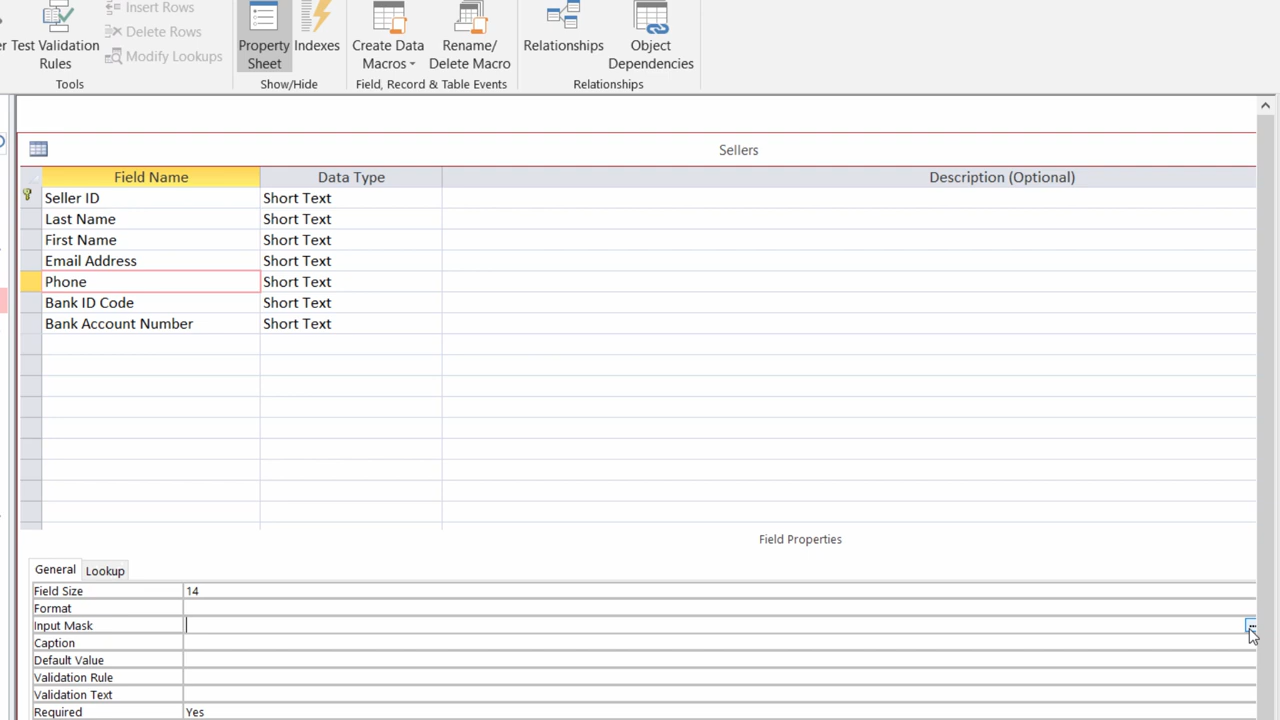 Insert Rows
Delete Rows
Modify Lookups
Test Validation Rules
Property Sheet
Indexes
Create Data Macros
Rename/ Delete Macro
Relationships
Object Dependencies
Tools
Show/Hide
Field, Record & Table Events
Relationships
Sellers
Field Name Data Type Description (Optional)
Seller ID Short Text
Last Name Short Text
First Name Short Text
Email Address Short Text
Phone Short Text
Bank ID Code Short Text
Bank Account Number Short Text
Field Properties
General Lookup
Field Size 14
Format
Input Mask
Caption
Default Value
Validation Rule
Validation Text
Required Yes